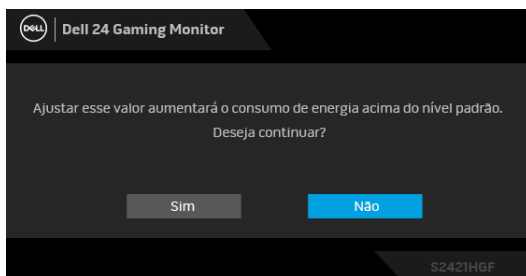 DELL
Dell 24 Gaming Monitor
Ajustar esse valor aumentará o consumo de energia acima do nível padrão.
Deseja continuar?
Sim
Não
S2421HGF